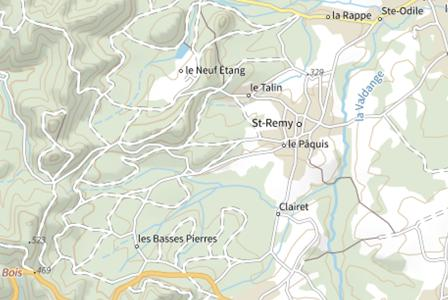 la Rappe
Ste-Odile
le Neuf Étang
329
le Talin
la Valdange
St-Remy
le Pâquis
Clairet
les Basses Pierres
523
Bois
469